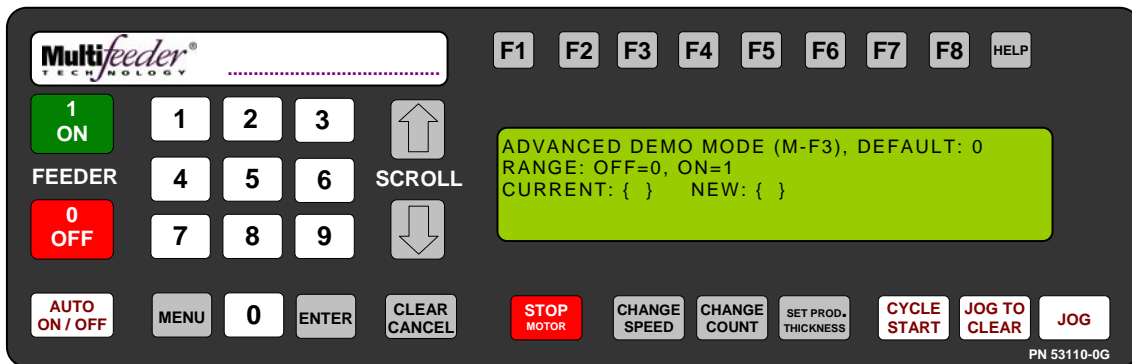 Multifeeder®
TECHNOLOGY
F1 F2 F3 F4 F5 F6 F7 F8 HELP
1
ON
FEEDER
0
OFF
1 2 3
4 5 6
7 8 9
SCROLL
ADVANCED DEMO MODE (M-F3), DEFAULT: 0
RANGE: OFF=0, ON=1
CURRENT: { } NEW: { }
AUTO
ON / OFF
MENU
0
ENTER
CLEAR
CANCEL
STOP
MOTOR
CHANGE
SPEED
CHANGE
COUNT
SET PROD.
THICKNESS
CYCLE
START
JOG TO
CLEAR
JOG
PN 53110-0G